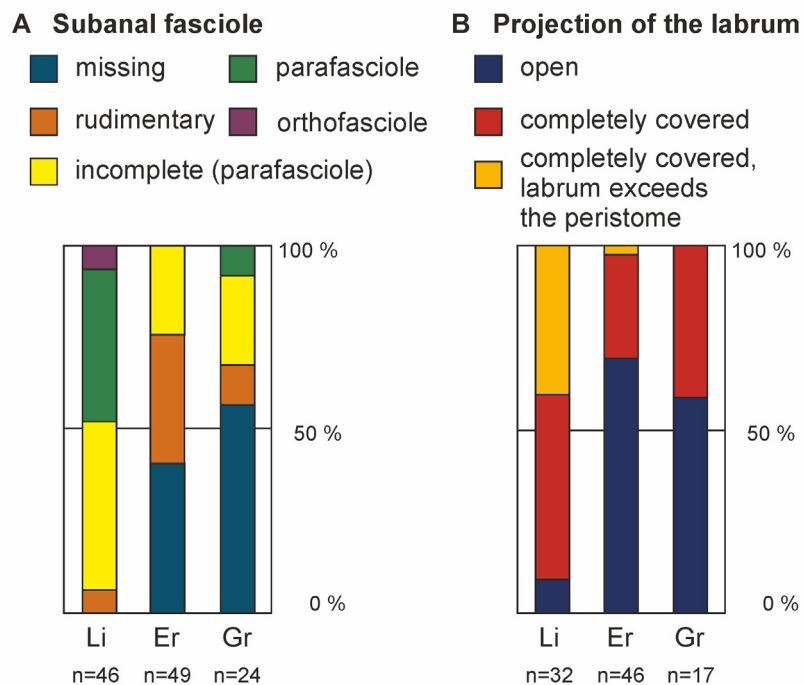 A Subanal fasciole
missing
parafasciole
rudimentary
orthofasciole
incomplete (parafasciole)
100 %
50 %
0 %
Li
Er
Gr
n=46
n=49
n=24
B Projection of the labrum
open
completely covered
completely covered,
labrum exceeds
the peristome
100 %
50 %
0 %
Li
Er
Gr
n=32
n=46
n=17